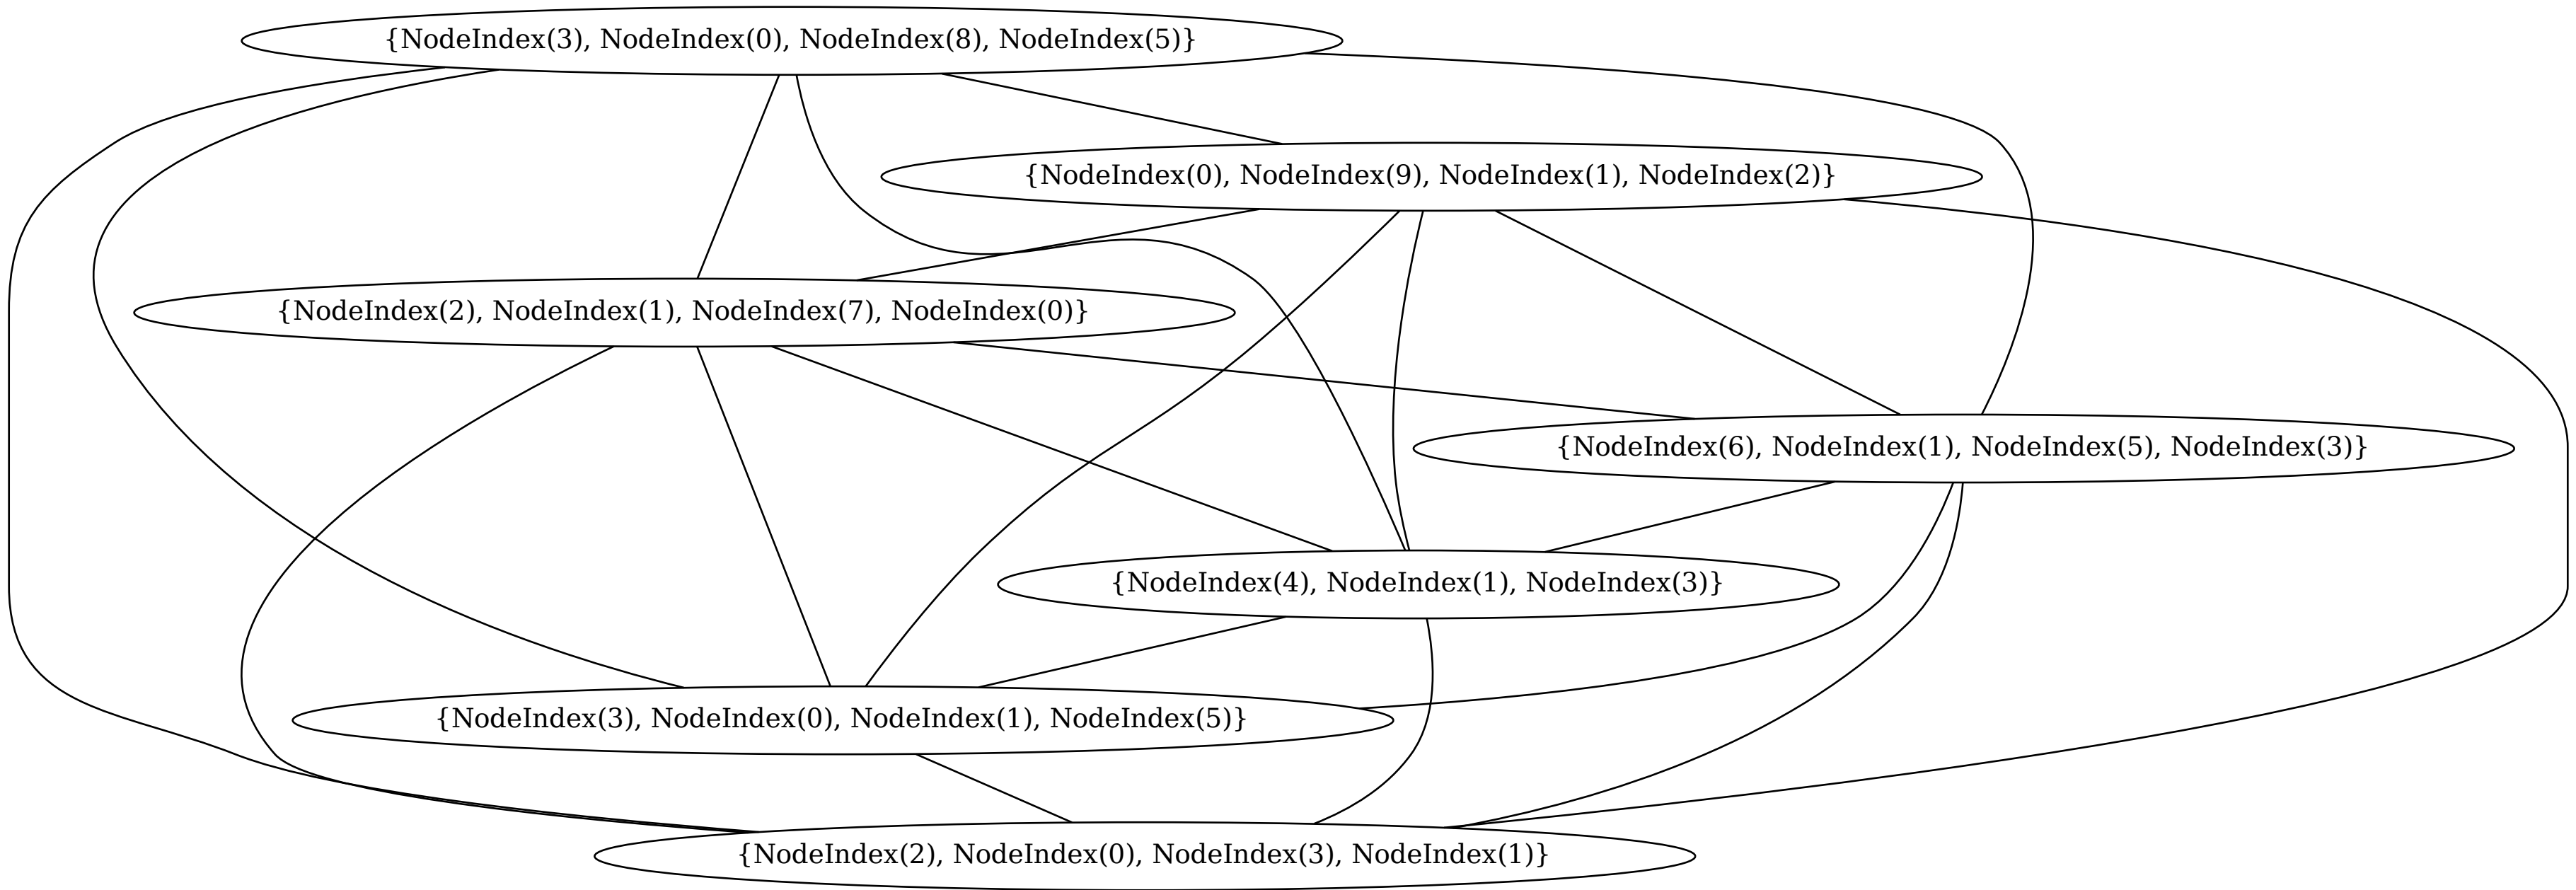 {NodeIndex(3), NodeIndex(0), NodeIndex(8), NodeIndex(5)}
{NodeIndex(0), NodeIndex(9), NodeIndex(1), NodeIndex(2)}
{NodeIndex(2), NodeIndex(1), NodeIndex(7), NodeIndex(0)}
{NodeIndex(6), NodeIndex(1), NodeIndex(5), NodeIndex(3)}
{NodeIndex(4), NodeIndex(1), NodeIndex(3)}
{NodeIndex(3), NodeIndex(0), NodeIndex(1), NodeIndex(5)}
{NodeIndex(2), NodeIndex(0), NodeIndex(3), NodeIndex(1)}